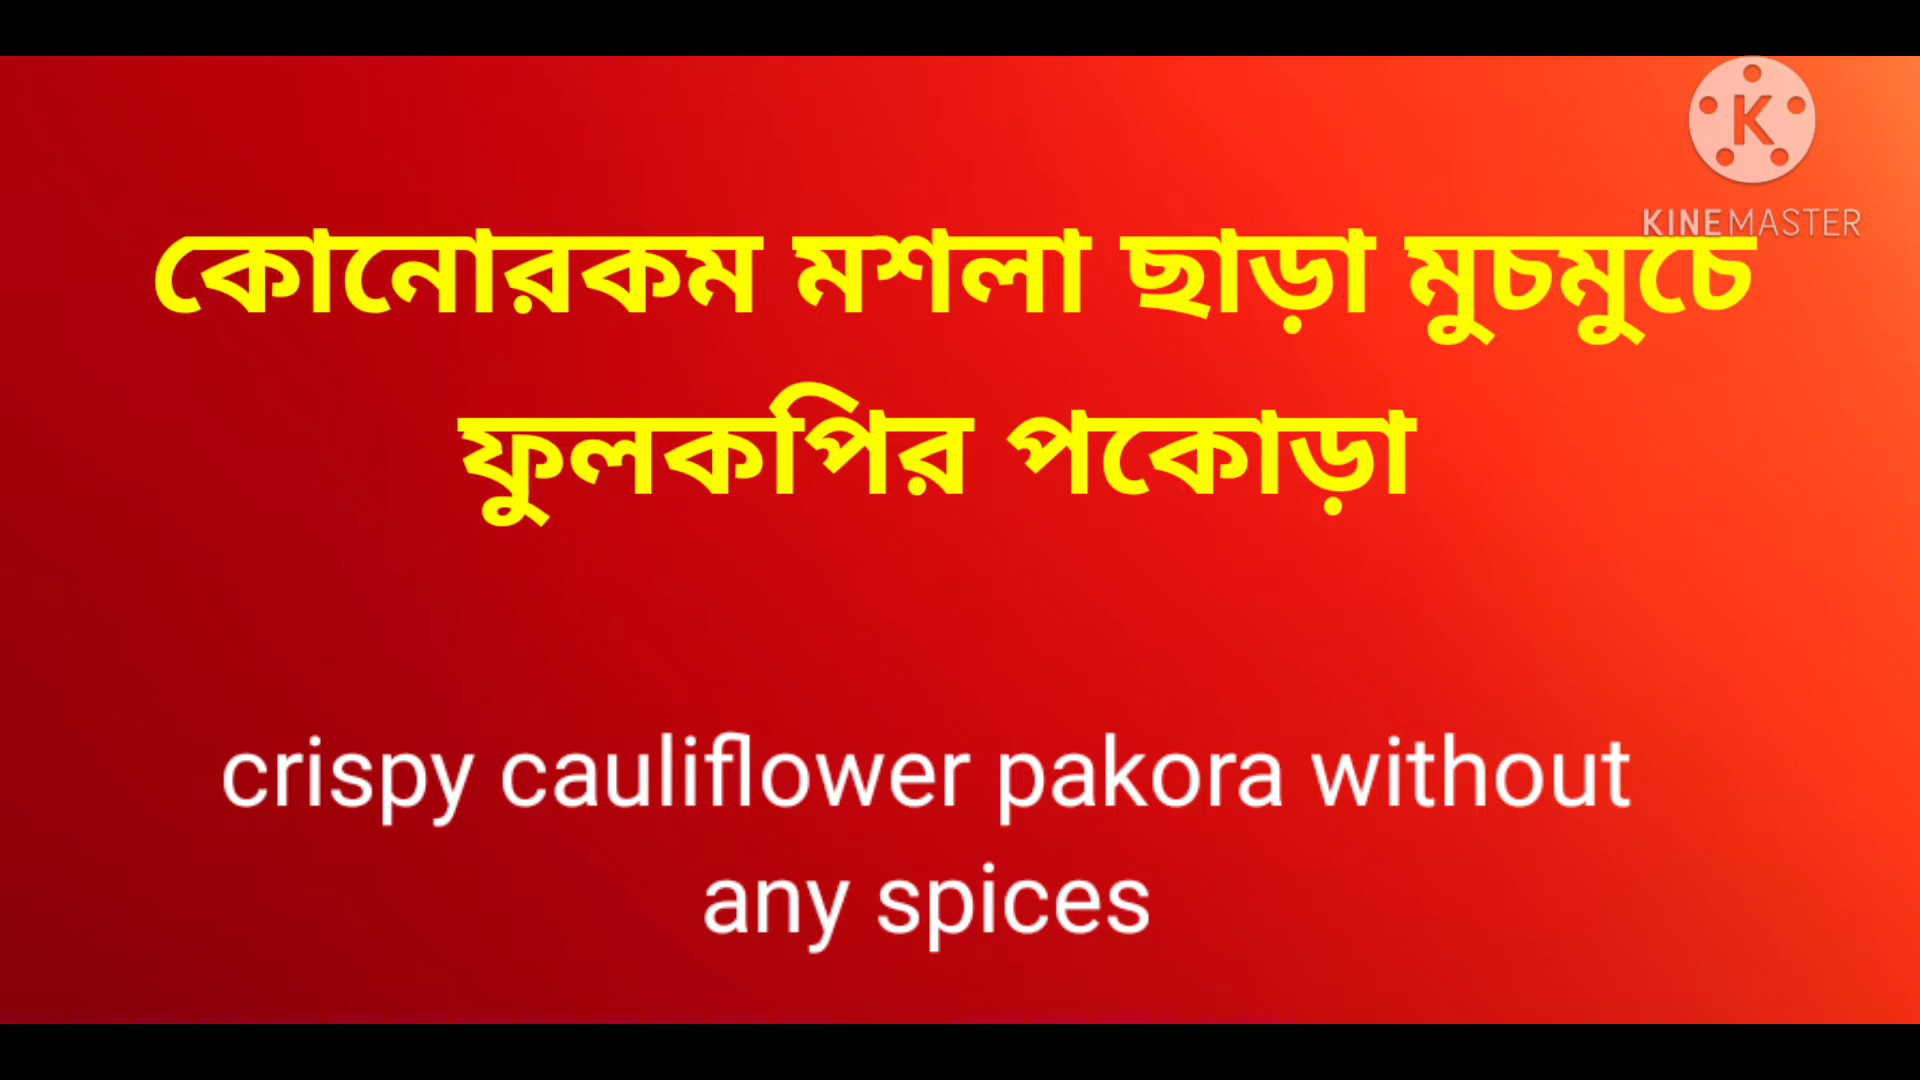 KINEMASTER
কোনোরকম মশলা ছাড়া মুচমুচে
ফুলকপির পকোড়া
crispy cauliflower pakora without
any spices